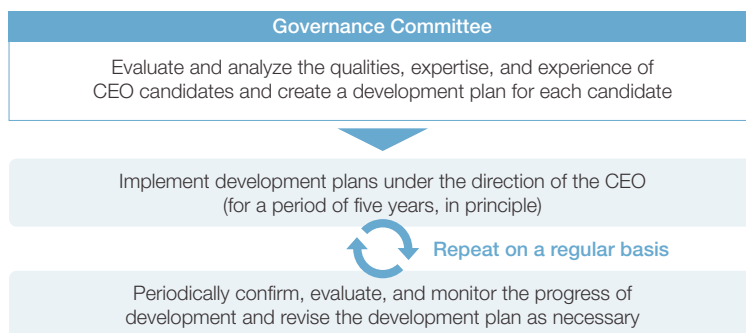 Governance Committee
Evaluate and analyze the qualities, expertise, and experience of
CEO candidates and create a development plan for each candidate
Implement development plans under the direction of the CEO
(for a period of five years, in principle)
Repeat on a regular basis
Periodically confirm, evaluate, and monitor the progress of
development and revise the development plan as necessary